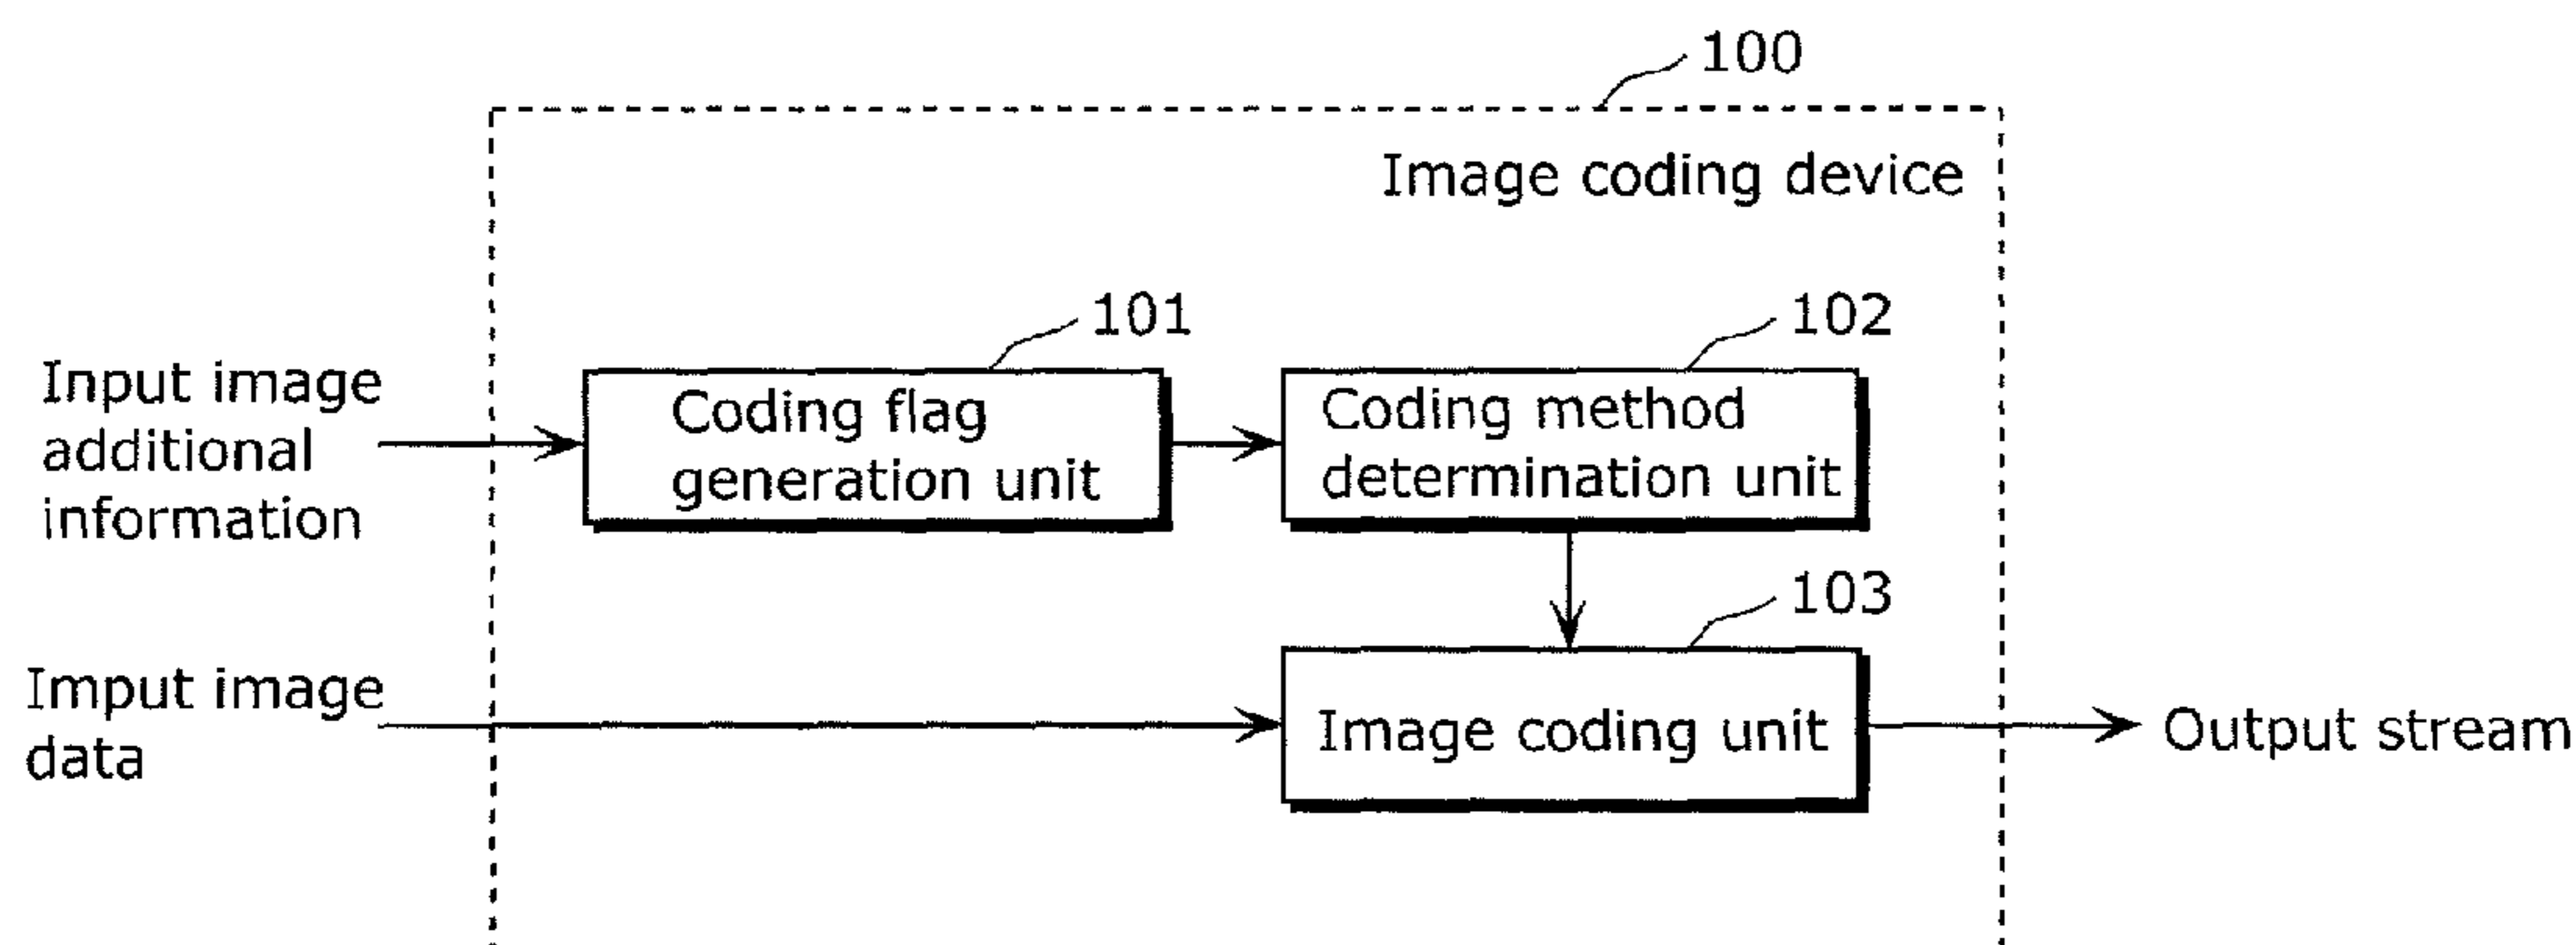 100
Image coding device
101
102
Input image
additional
information
Coding flag
generation unit
Coding method
determination unit
103
Imput image
data
Image coding unit
Output stream